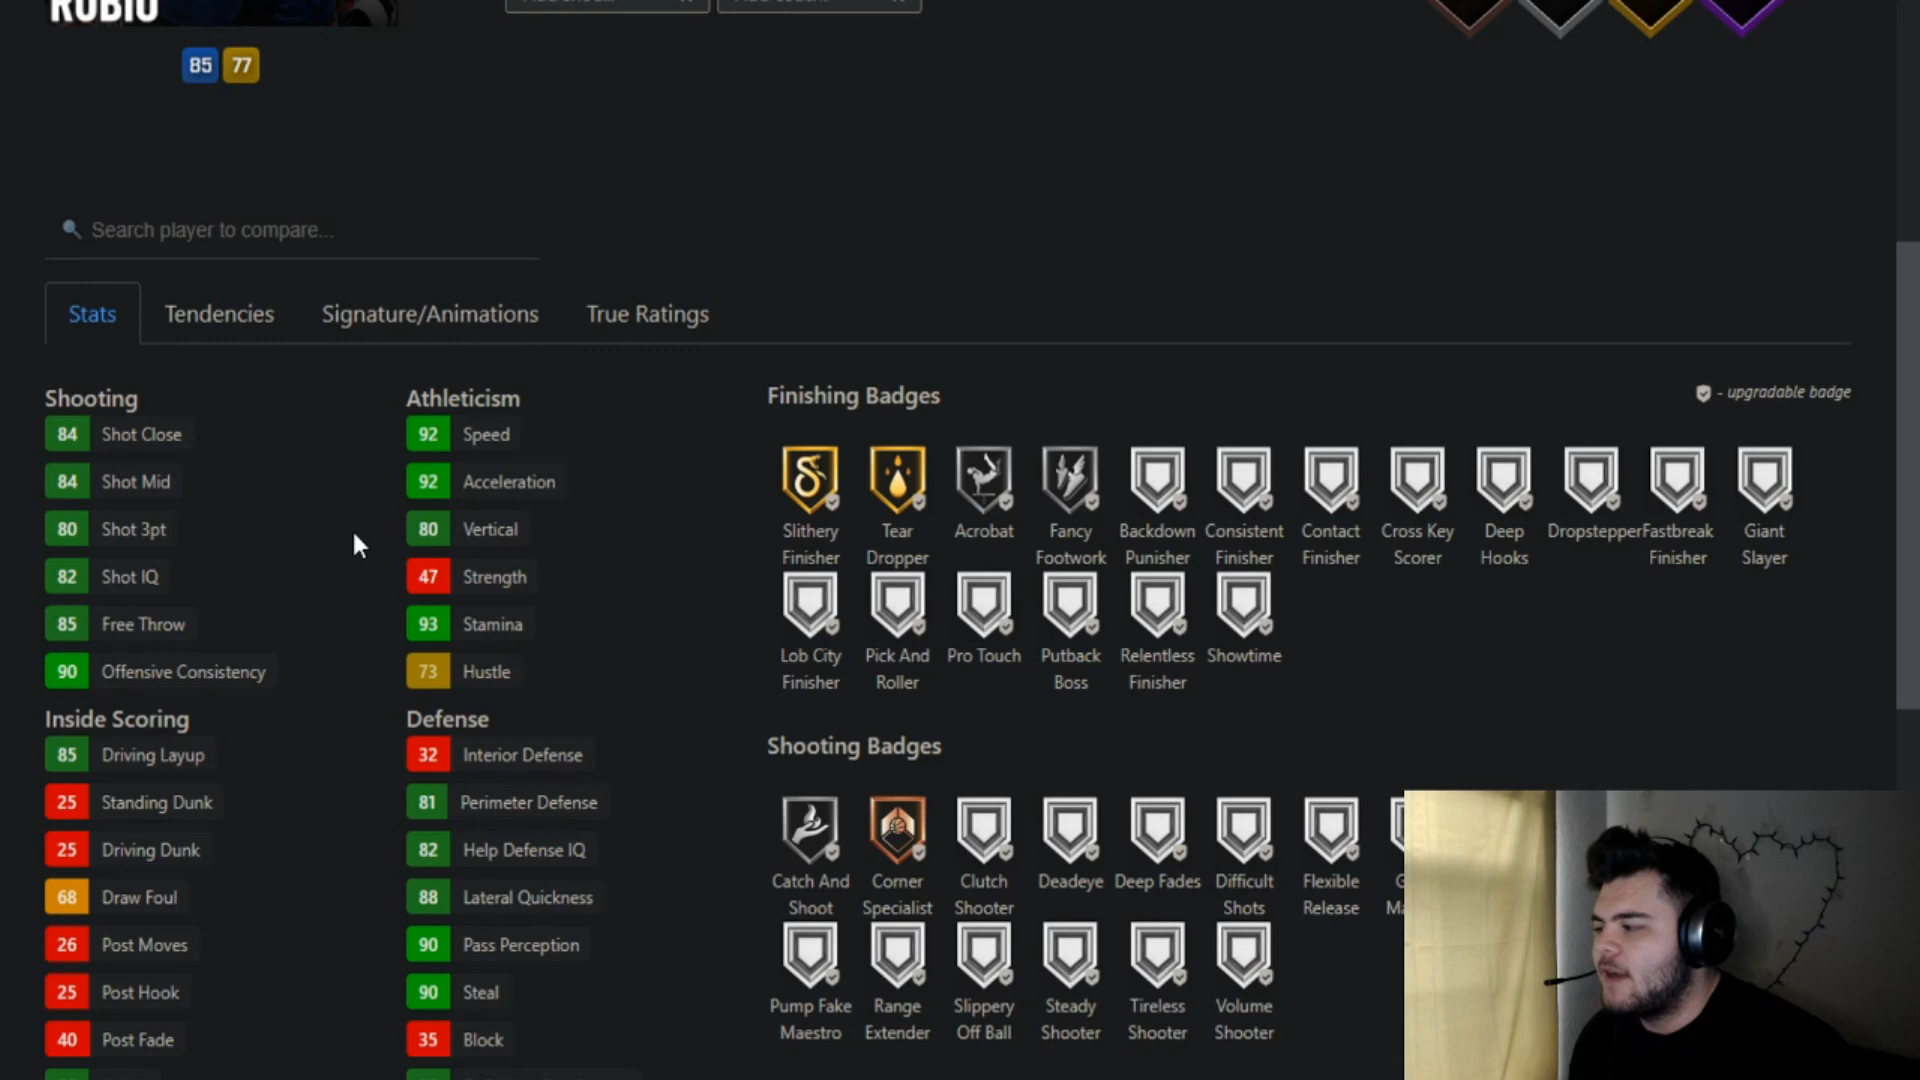 RUBIO
85 77
Search player to compare...
Stats Tendencies Signature/Animations True Ratings
Shooting
84 Shot Close
84 Shot Mid
80 Shot 3pt
82 Shot IQ
85 Free Throw
90 Offensive Consistency
Inside Scoring
85 Driving Layup
25 Standing Dunk
25 Driving Dunk
68 Draw Foul
26 Post Moves
25 Post Hook
40 Post Fade
Athleticism
92 Speed
92 Acceleration
80 Vertical
47 Strength
93 Stamina
73 Hustle
Defense
32 Interior Defense
81 Perimeter Defense
82 Help Defense IQ
88 Lateral Quickness
90 Pass Perception
90 Steal
35 Block
Finishing Badges
- upgradable badge
Slithery Finisher
Tear Dropper
Acrobat
Fancy Footwork
Backdown Punisher
Consistent Finisher
Contact Finisher
Cross Key Scorer
Deep Hooks
Dropstepper
Fastbreak Finisher
Giant Slayer
Lob City Finisher
Pick And Roller
Pro Touch
Putback Boss
Relentless Finisher
Showtime
Shooting Badges
Catch And Shoot
Corner Specialist
Clutch Shooter
Deadeye
Deep Fades
Difficult Shots
Flexible Release
Pump Fake Maestro
Range Extender
Slippery Off Ball
Steady Shooter
Tireless Shooter
Volume Shooter